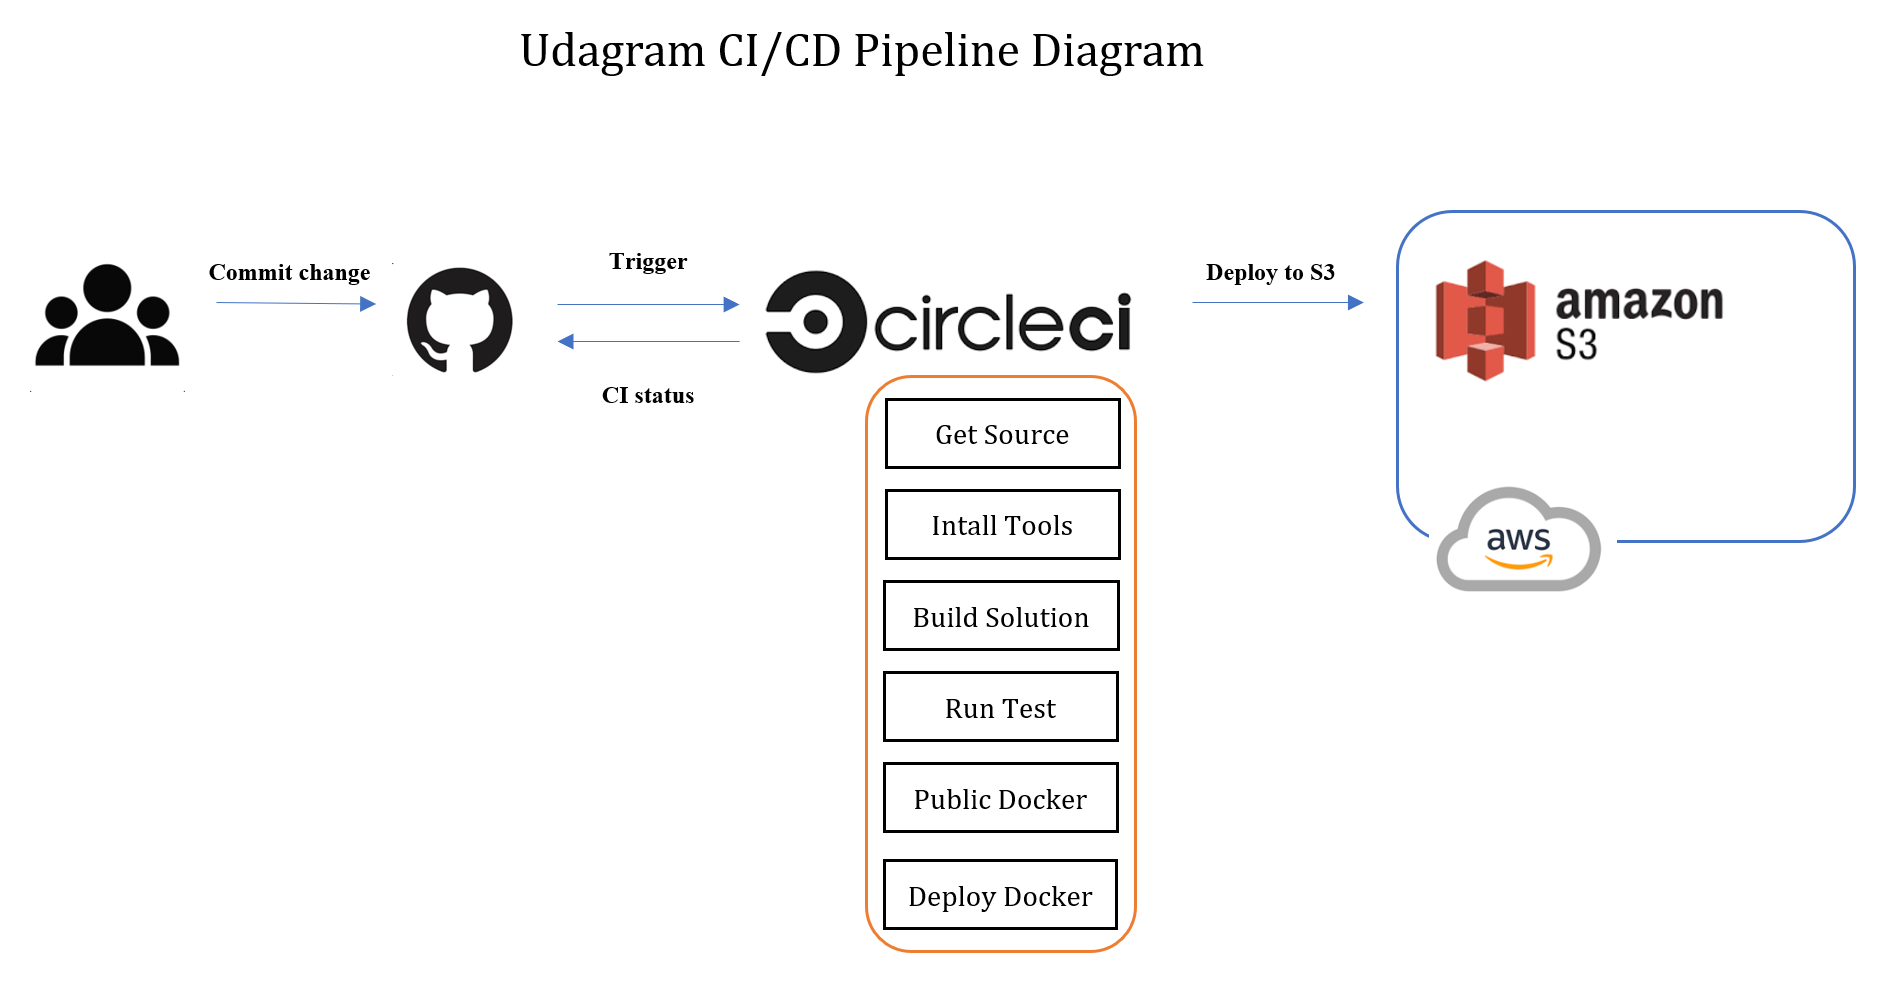 Udagram CI/CD Pipeline Diagram
Commit change
Trigger
CI status
circleci
Deploy to S3
amazon
S3
aws
Get Source
Intall Tools
Build Solution
Run Test
Public Docker
Deploy Docker